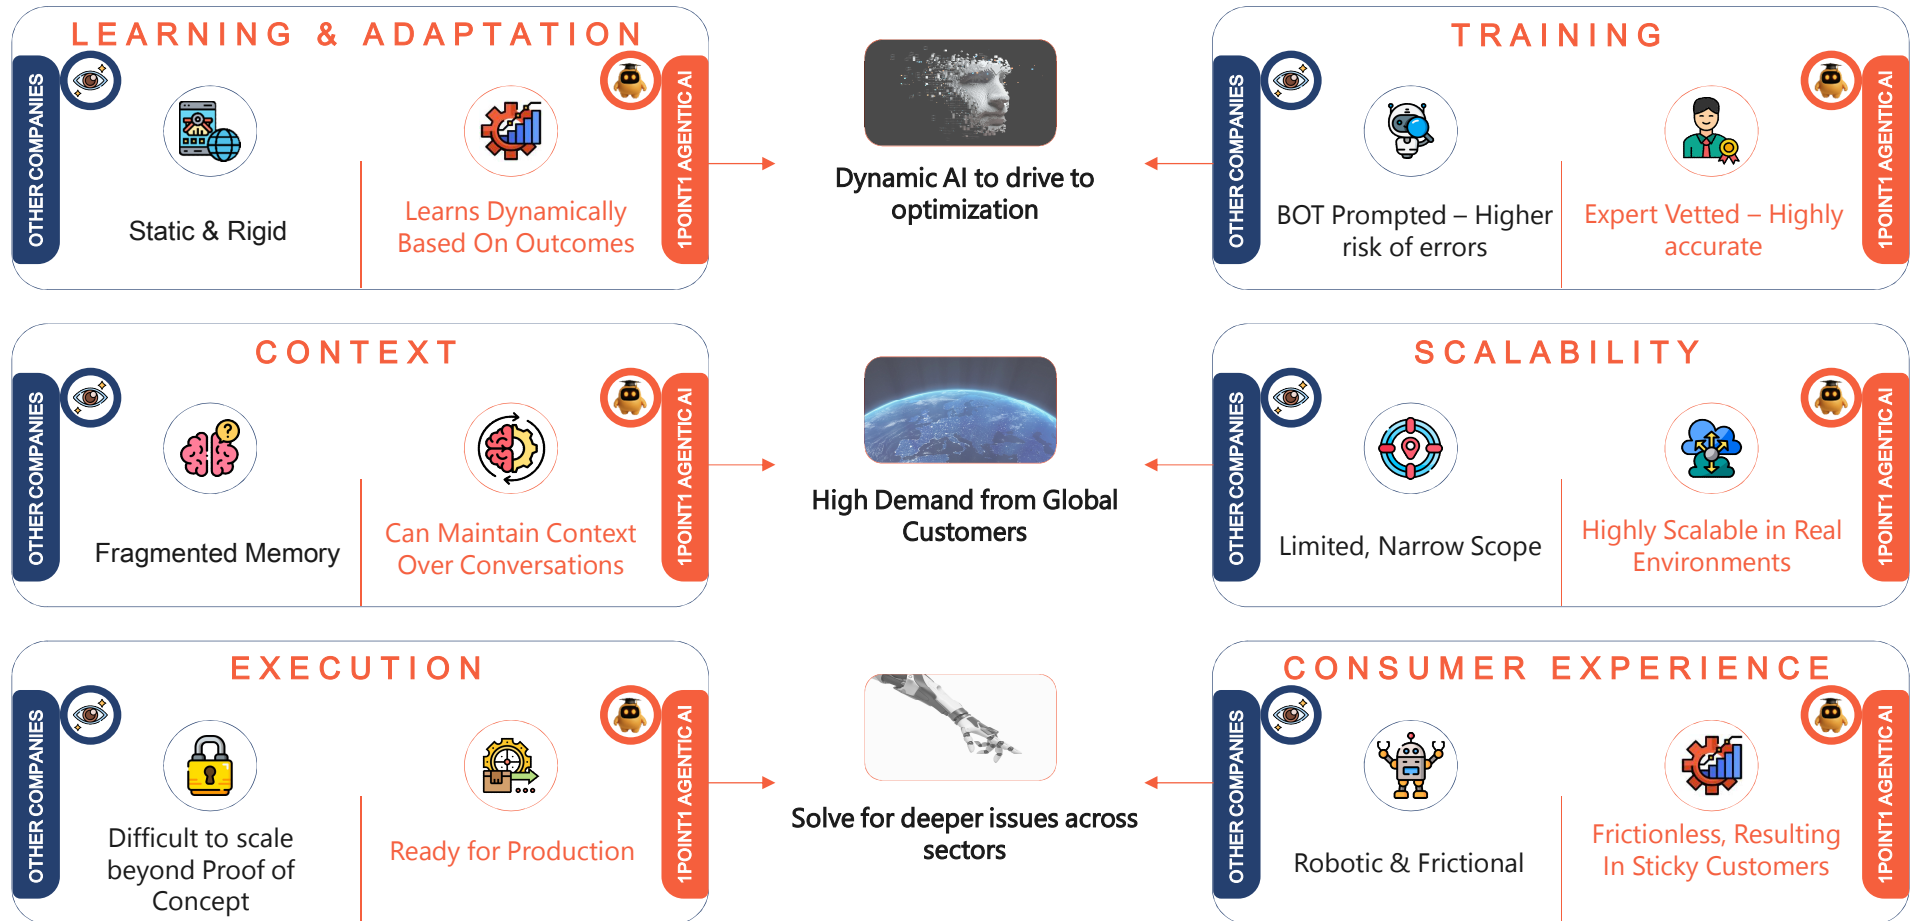 LEARNING & ADAPTATION
OTHER COMPANIES
Static & Rigid
Learns Dynamically
Based On Outcomes
1POINT1 AGENTIC AI
Dynamic AI to drive to
optimization
TRAINING
OTHER COMPANIES
BOT Prompted – Higher
risk of errors
Expert Vetted – Highly
accurate
1POINT1 AGENTIC AI
CONTEXT
OTHER COMPANIES
Fragmented Memory
Can Maintain Context
Over Conversations
1POINT1 AGENTIC AI
High Demand from Global
Customers
SCALABILITY
OTHER COMPANIES
Limited, Narrow Scope
Highly Scalable in Real
Environments
1POINT1 AGENTIC AI
EXECUTION
OTHER COMPANIES
Difficult to scale
beyond Proof of
Concept
Ready for Production
1POINT1 AGENTIC AI
Solve for deeper issues across
sectors
CONSUMER EXPERIENCE
OTHER COMPANIES
Robotic & Frictional
Frictionless, Resulting
In Sticky Customers
1POINT1 AGENTIC AI